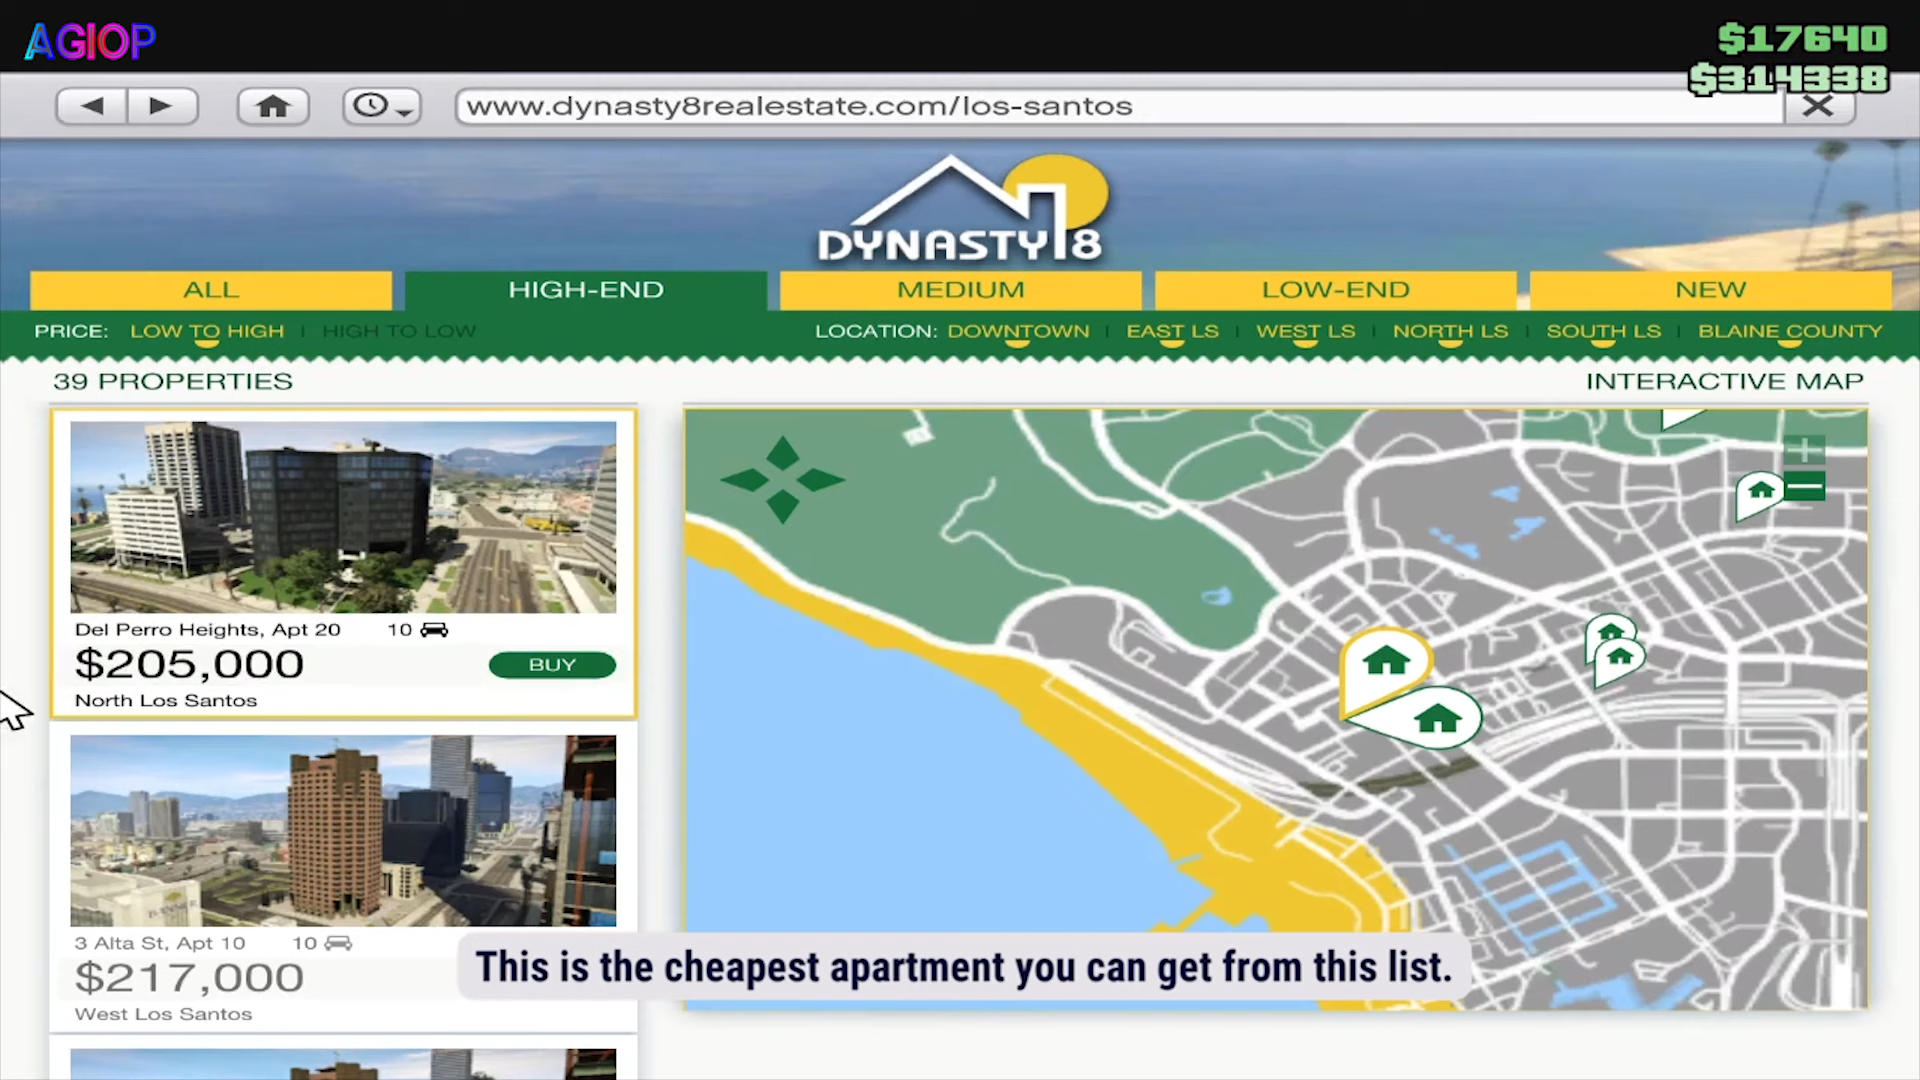 AGIOP
$17640
$314338
www.dynasty8realestate.com/los-santos
DYNASTY 8
ALL
HIGH-END
MEDIUM
LOW-END
NEW
PRICE: LOW TO HIGH | HIGH TO LOW
LOCATION: DOWNTOWN | EAST LS | WEST LS | NORTH LS | SOUTH LS | BLAINE COUNTY
39 PROPERTIES
INTERACTIVE MAP
Del Perro Heights, Apt 20 10
$205,000
BUY
North Los Santos
3 Alta St, Apt 10 10
$217,000
West Los Santos
This is the cheapest apartment you can get from this list.